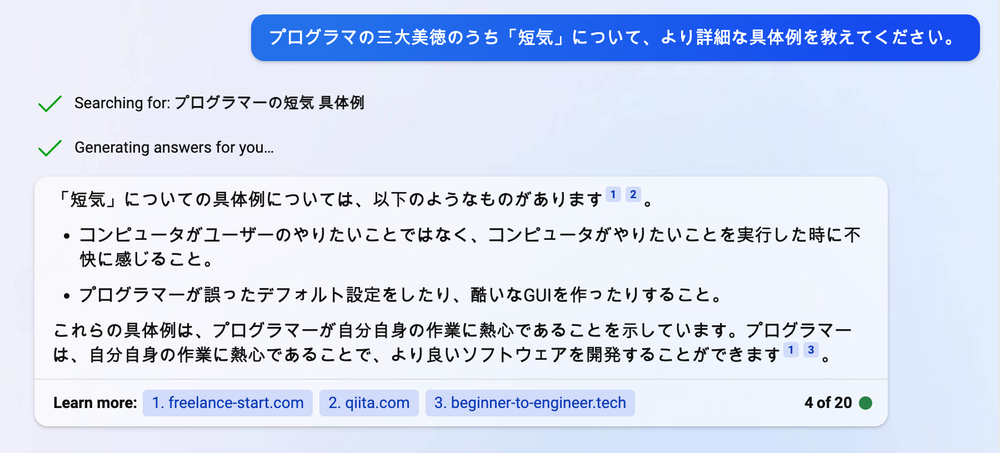 プログラマの三大美徳のうち「短気」について、より詳細な具体例を教えてください。
Searching for: プログラマーの短気 具体例
Generating answers for you...
「短気」についての具体例については、以下のようなものがあります 1 2 。
• コンピュータがユーザーのやりたいことではなく、コンピュータがやりたいことを実行した時に不
快に感じること。
• プログラマーが誤ったデフォルト設定をしたり、酷いなGUIを作ったりすること。
これらの具体例は、プログラマーが自分自身の作業に熱心であることを示しています。プログラマー
は、自分自身の作業に熱心であることで、より良いソフトウェアを開発することができます 1 3 。
Learn more: 1. freelance-start.com 2. qiita.com 3. beginner-to-engineer.tech 4 of 20